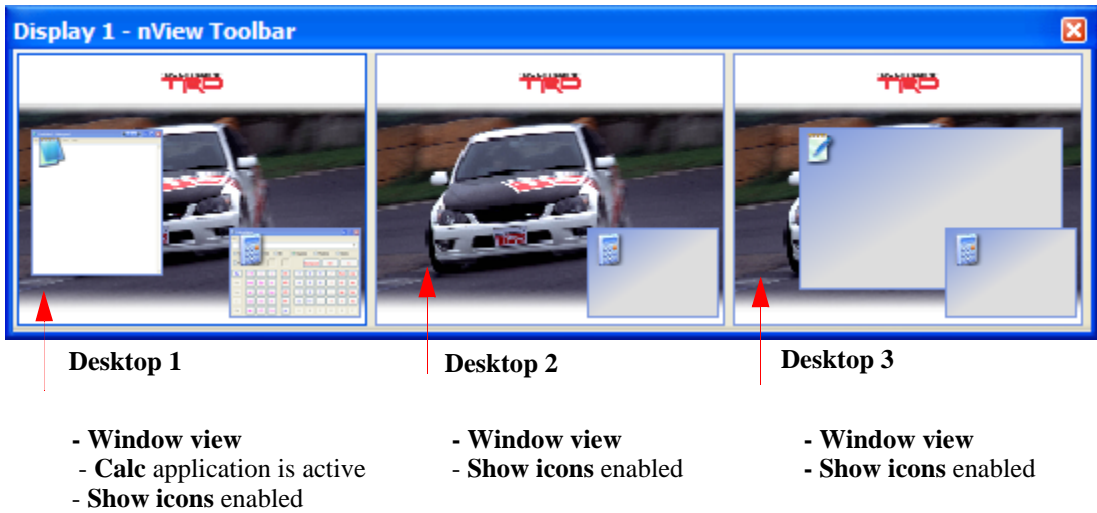 Display 1 - nView Toolbar
TRD
TRD
TRD
Desktop 1
Desktop 2
Desktop 3
- Window view
- Calc application is active
- Show icons enabled
- Window view
- Show icons enabled
- Window view
- Show icons enabled